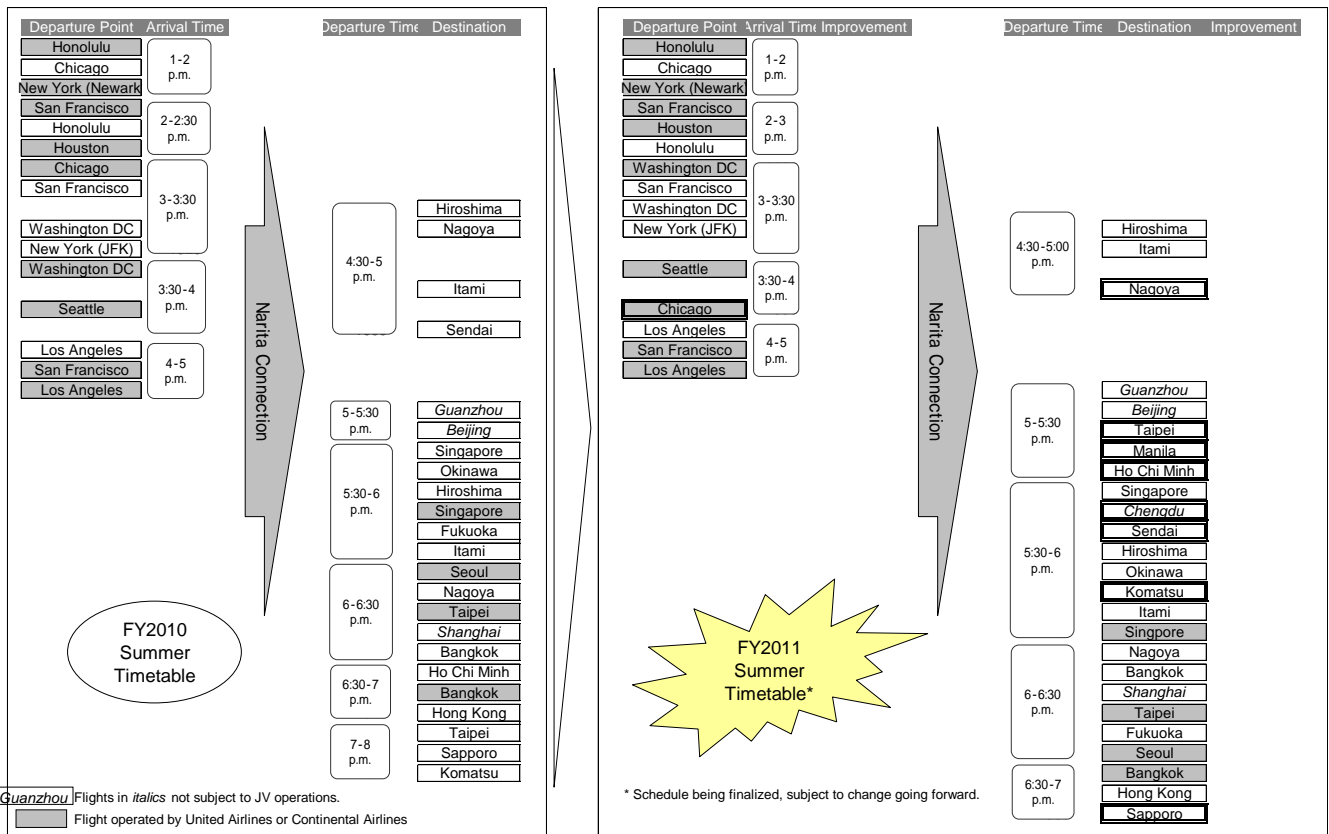 Departure Point Arrival Time
Honolulu
Chicago
New York (Newark
1-2
p.m.
San Francisco
Honolulu
Houston
2-2:30
p.m.
Chicago
San Francisco
Washington DC
New York (JFK)
3-3:30
p.m.
Washington DC
Seattle
3:30-4
p.m.
Los Angeles
San Francisco
Los Angeles
4-5
p.m.
Narita Connection
Departure Time Destination
4:30-5
p.m.
Hiroshima
Nagoya
Itami
Sendai
5-5:30
p.m.
Guanzhou
Beijing
5:30-6
p.m.
Singapore
Okinawa
Hiroshima
Singapore
Fukuoka
Itami
6-6:30
p.m.
Seoul
Nagoya
Taipei
Shanghai
Bangkok
6:30-7
p.m.
Ho Chi Minh
Bangkok
Hong Kong
7-8
p.m.
Taipei
Sapporo
Komatsu
FY2010
Summer
Timetable
Guanzhou Flights in italics not subject to JV operations.
Flight operated by United Airlines or Continental Airlines
Departure Point Arrival Time Improvement
Honolulu
Chicago
New York (Newark
1-2
p.m.
San Francisco
Houston
Honolulu
2-3
p.m.
Washington DC
San Francisco
Washington DC
New York (JFK)
3-3:30
p.m.
Seattle
Chicago
3:30-4
p.m.
Los Angeles
San Francisco
Los Angeles
4-5
p.m.
Narita Connection
Departure Time Destination Improvement
4:30-5:00
p.m.
Hiroshima
Itami
Nagoya
5-5:30
p.m.
Guanzhou
Beijing
Taipei
Manila
Ho Chi Minh
5:30-6
p.m.
Singapore
Chengdu
Sendai
Hiroshima
Okinawa
Komatsu
Itami
Singpore
6-6:30
p.m.
Nagoya
Bangkok
Shanghai
Taipei
Fukuoka
Seoul
6:30-7
p.m.
Bangkok
Hong Kong
Sapporo
FY2011
Summer
Timetable*
* Schedule being finalized, subject to change going forward.